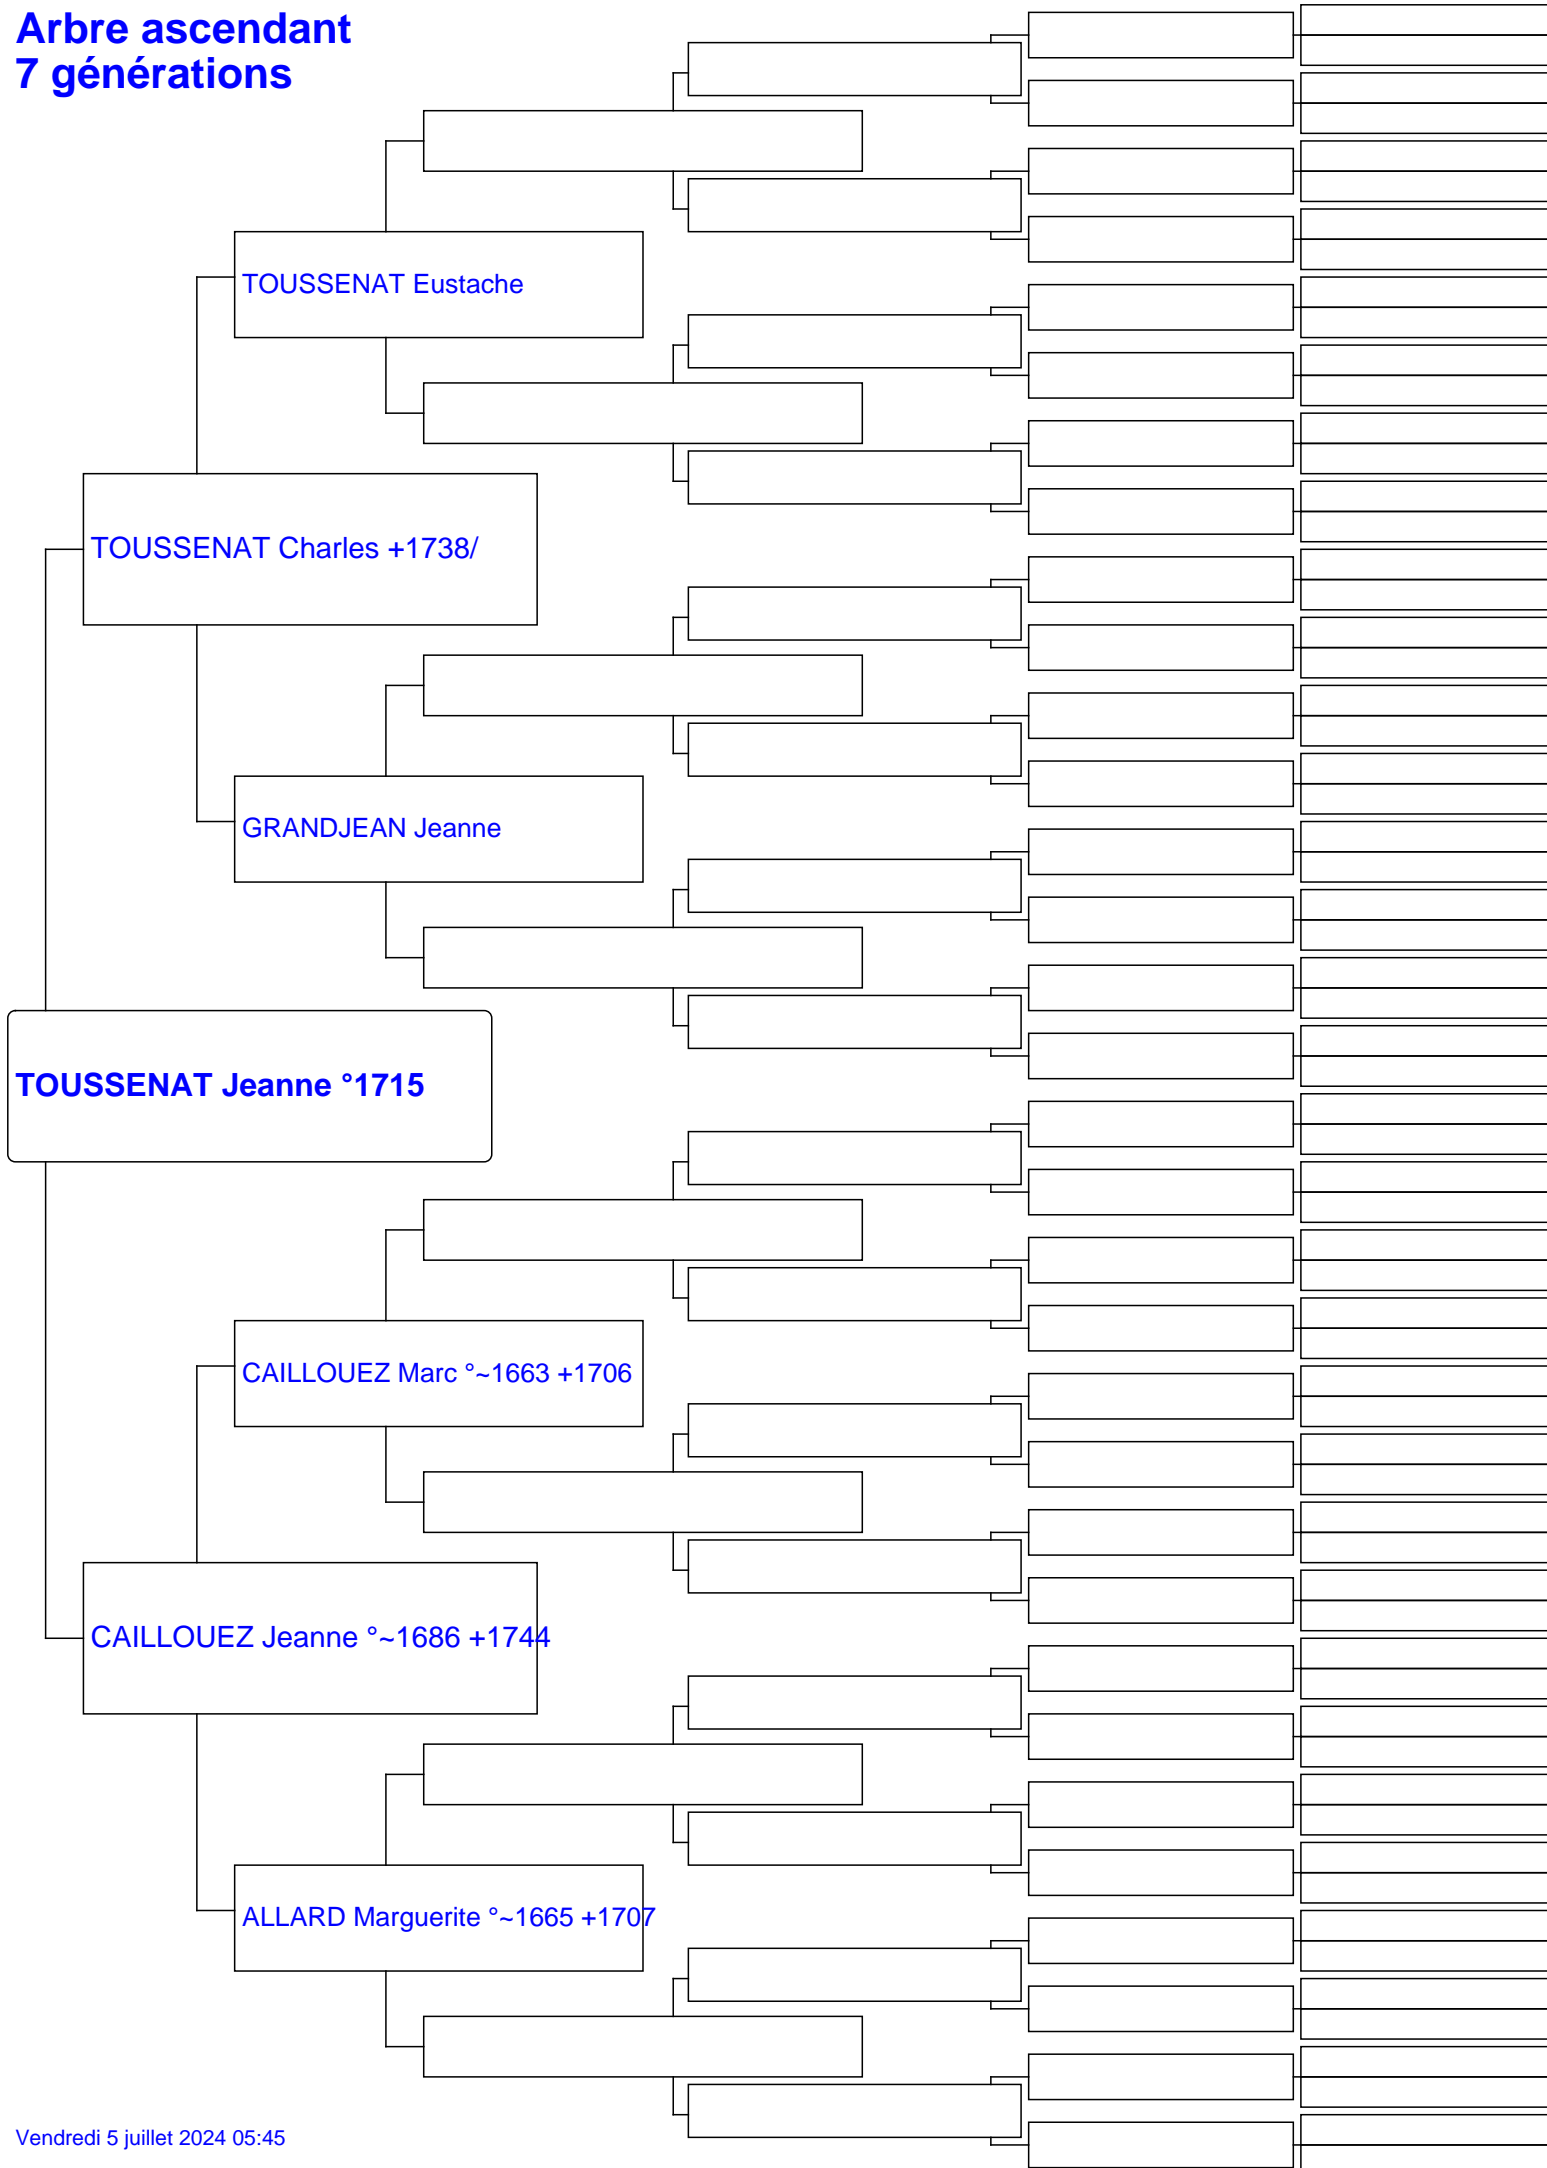 Arbre ascendant
7 générations
TOUSSENAT Eustache
TOUSSENAT Charles +1738/
GRANDJEAN Jeanne
TOUSSENAT Jeanne °1715
CAILLOUEZ Marc °~1663 +1706
CAILLOUEZ Jeanne °~1686 +1744
ALLARD Marguerite °~1665 +1707
Vendredi 5 juillet 2024 05:45